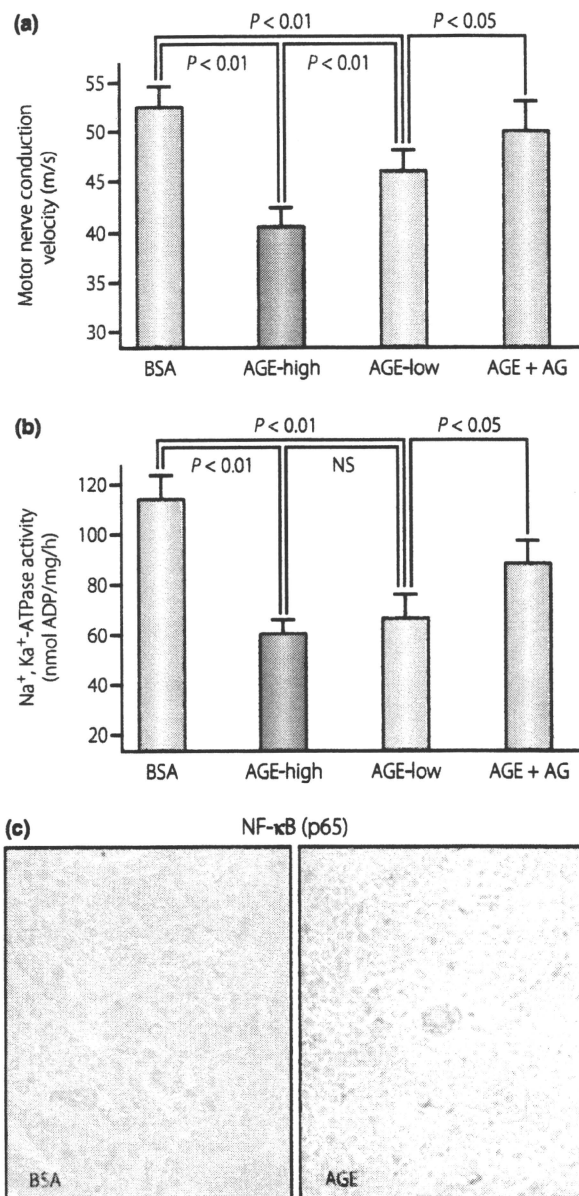 (a)
P < 0.01
P < 0.05
P < 0.01
P < 0.01
Motor nerve conduction
velocity (m/s)
55
50
45
40
35
30
BSA
AGE-high
AGE-low
AGE + AG
(b)
P < 0.01
P < 0.05
P < 0.01
NS
Na⁺, Ka⁺-ATPase activity
(nmol ADP/mg/h)
120
100
80
60
40
20
BSA
AGE-high
AGE-low
AGE + AG
(c)
NF-κB (p65)
BSA
AGE